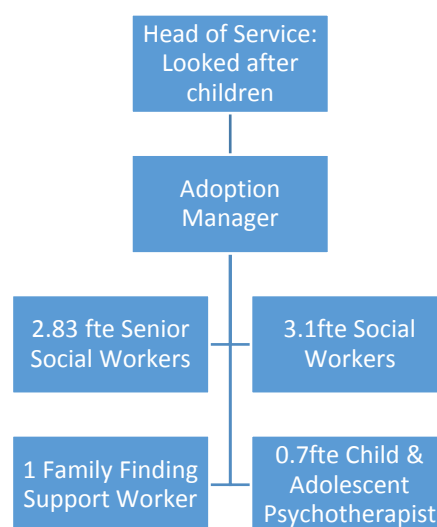 Head of Service:
Looked after
children
Adoption
Manager
2.83 fte Senior
Social Workers
3.1fte Social
Workers
1 Family Finding
Support Worker
0.7fte Child &
Adolescent
Psychotherapist